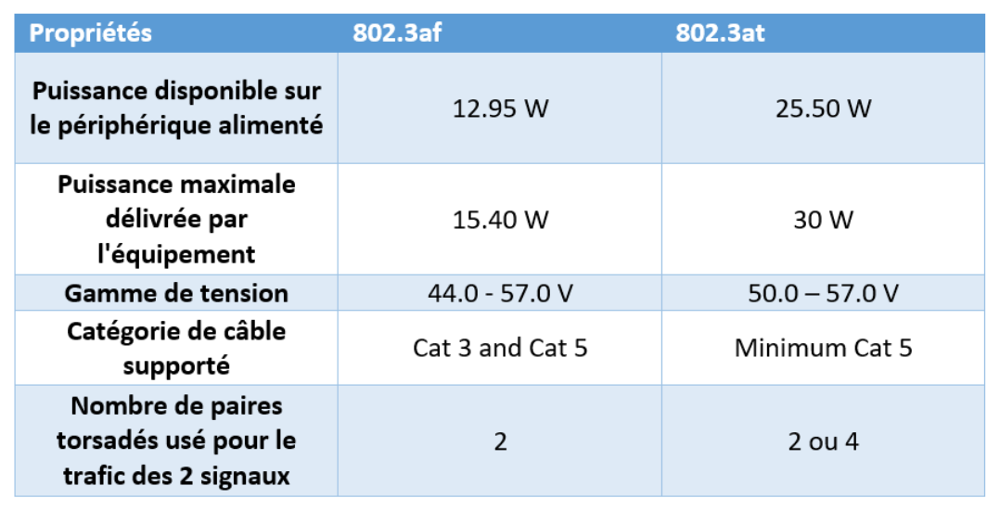 Propriétés 802.3af 802.3at
Puissance disponible sur
le périphérique alimenté
12.95 W
25.50 W
Puissance maximale
délivrée par
l'équipement
15.40 W
30 W
Gamme de tension
44.0 - 57.0 V
50.0 – 57.0 V
Catégorie de câble
supporté
Cat 3 and Cat 5
Minimum Cat 5
Nombre de paires
torsadés usé pour le
trafic des 2 signaux
2
2 ou 4